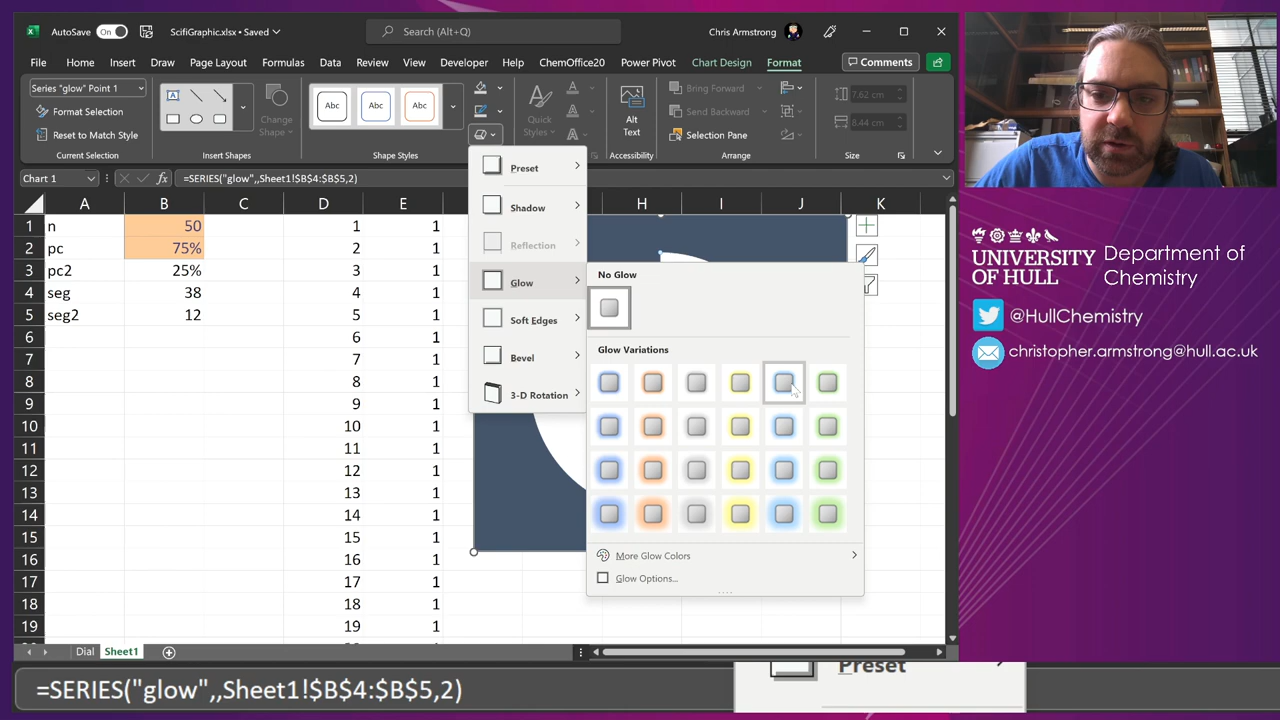 AutoSave On SciFiGraphic.xlsx • Saved Search (Alt+Q) Chris Armstrong
File Home Insert Draw Page Layout Formulas Data Review View Developer ChemOffice20 Power Pivot Chart Design Format Comments
Series "glow" Point 1
Format Selection
Reset to Match Style
Current Selection
Change
Shape
Insert Shapes
Abc Abc Abc
Shape Styles
Quick
Styles
Alt
Text
Accessibility
Bring Forward
Send Backward
Selection Pane
Arrange
7.62 cm
8.44 cm
Size
Chart 1 fx =SERIES("glow",,Sheet1!$B$4:$B$5,2)
A B C D E H I J K
1 n 50 1 1
2 pc 75% 2 1
3 pc2 25% 3 1
4 seg 38 4 1
5 seg2 12 5 1
6 6 1
7 7 1
8 8 1
9 9 1
10 10 1
11 11 1
12 12 1
13 13 1
14 14 1
15 15 1
16 16 1
17 17 1
18 18 1
19 19 1
Preset
Shadow
Reflection
Glow
Soft Edges
Bevel
3-D Rotation
No Glow
Glow Variations
More Glow Colors
Glow Options...
Dial Sheet1
=SERIES("glow",,Sheet1!$B$4:$B$5,2)
Preset
UNIVERSITY
OF HULL
Department of
Chemistry
@HullChemistry
christopher.armstrong@hull.ac.uk